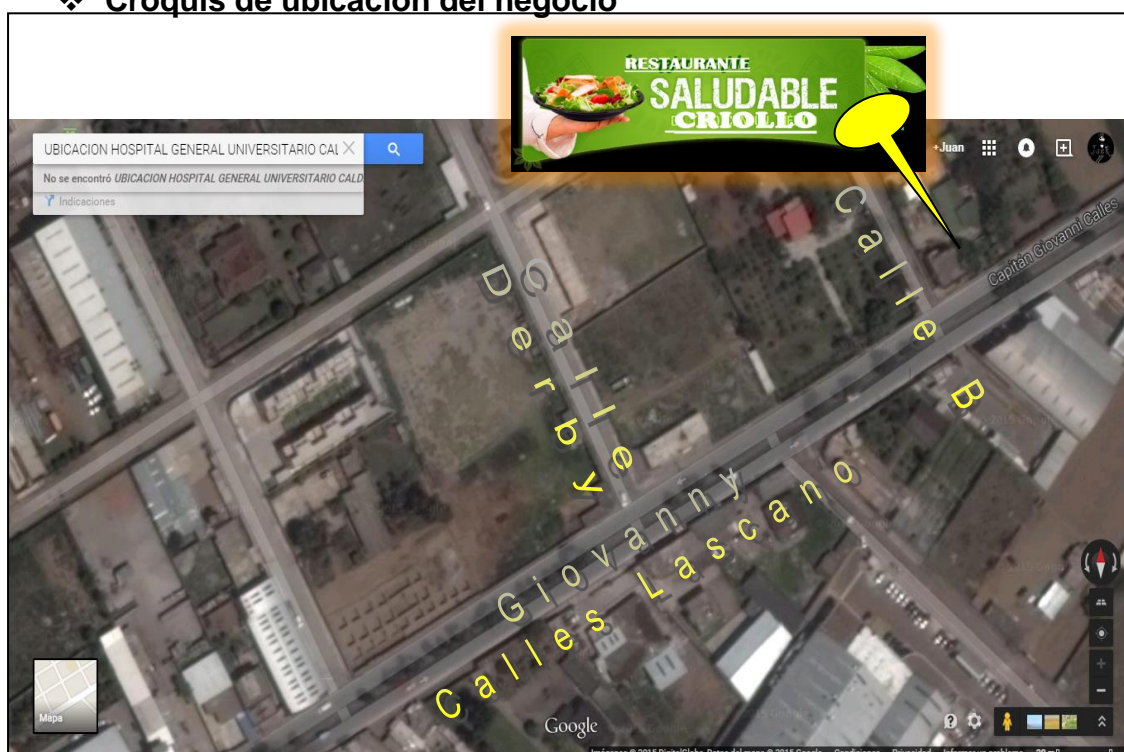 ❖ Croquis de ubicación del negocio
RESTAURANTE
SALUDABLE
CRIOLLO
UBICACION HOSPITAL GENERAL UNIVERSITARIO CAL
No se encontró UBICACION HOSPITAL GENERAL UNIVERSITARIO CALD
Indicaciones
+Juan
Capitán Giovanni Calles
Calle B
Calle
Derby
Giovanny
Calles Lascano
Mapa
Google